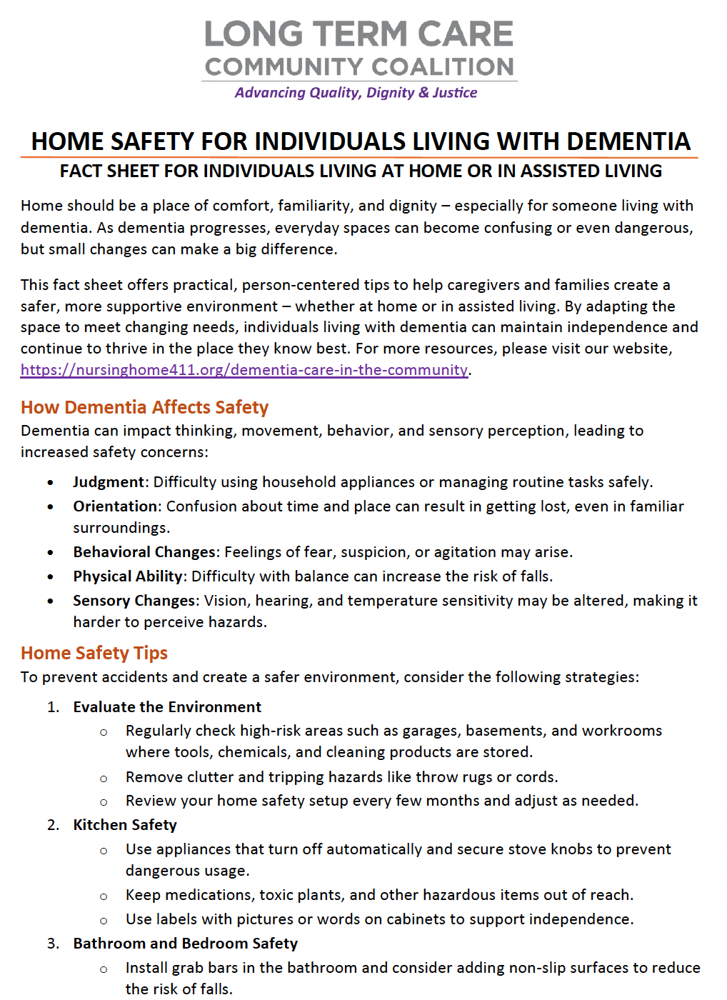 LONG TERM CARE
COMMUNITY COALITION
Advancing Quality, Dignity & Justice
HOME SAFETY FOR INDIVIDUALS LIVING WITH DEMENTIA
FACT SHEET FOR INDIVIDUALS LIVING AT HOME OR IN ASSISTED LIVING
Home should be a place of comfort, familiarity, and dignity – especially for someone living with
dementia. As dementia progresses, everyday spaces can become confusing or even dangerous,
but small changes can make a big difference.
This fact sheet offers practical, person-centered tips to help caregivers and families create a
safer, more supportive environment – whether at home or in assisted living. By adapting the
space to meet changing needs, individuals living with dementia can maintain independence and
continue to thrive in the place they know best. For more resources, please visit our website,
https://nursinghome411.org/dementia-care-in-the-community.
How Dementia Affects Safety
Dementia can impact thinking, movement, behavior, and sensory perception, leading to
increased safety concerns:
• Judgment: Difficulty using household appliances or managing routine tasks safely.
• Orientation: Confusion about time and place can result in getting lost, even in familiar
surroundings.
• Behavioral Changes: Feelings of fear, suspicion, or agitation may arise.
• Physical Ability: Difficulty with balance can increase the risk of falls.
• Sensory Changes: Vision, hearing, and temperature sensitivity may be altered, making it
harder to perceive hazards.
Home Safety Tips
To prevent accidents and create a safer environment, consider the following strategies:
1. Evaluate the Environment
o Regularly check high-risk areas such as garages, basements, and workrooms
where tools, chemicals, and cleaning products are stored.
o Remove clutter and tripping hazards like throw rugs or cords.
o Review your home safety setup every few months and adjust as needed.
2. Kitchen Safety
o Use appliances that turn off automatically and secure stove knobs to prevent
dangerous usage.
o Keep medications, toxic plants, and other hazardous items out of reach.
o Use labels with pictures or words on cabinets to support independence.
3. Bathroom and Bedroom Safety
o Install grab bars in the bathroom and consider adding non-slip surfaces to reduce
the risk of falls.